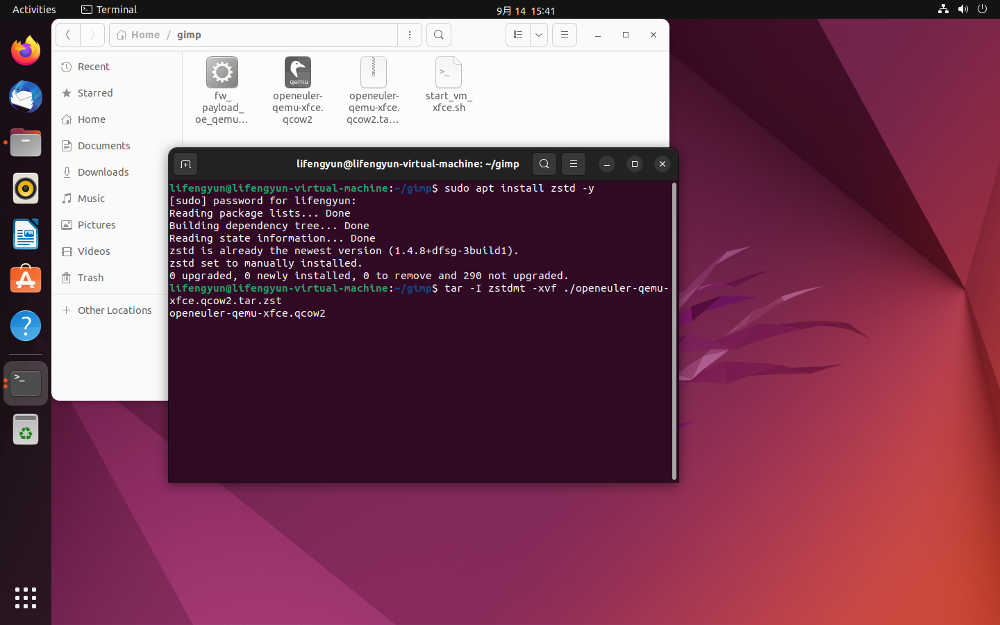 Activities
Terminal
9月 14 15:41
Home / gimp
Recent
Starred
Home
Documents
Downloads
Music
Pictures
Videos
Trash
Other Locations
fw_
payload_
oe_qemu…
qemu
openeuler-
qemu-xfce.
qcow2
openeuler-
qemu-xfce.
qcow2.ta…
>_
start_vm_
xfce.sh
lifengyun@lifengyun-virtual-machine: ~/gimp
lifengyun@lifengyun-virtual-machine:~/gimp$ sudo apt install zstd -y
[sudo] password for lifengyun:
Reading package lists... Done
Building dependency tree... Done
Reading state information... Done
zstd is already the newest version (1.4.8+dfsg-3build1).
zstd set to manually installed.
0 upgraded, 0 newly installed, 0 to remove and 290 not upgraded.
lifengyun@lifengyun-virtual-machine:~/gimp$ tar -I zstdmt -xvf ./openeuler-qemu-
xfce.qcow2.tar.zst
openeuler-qemu-xfce.qcow2